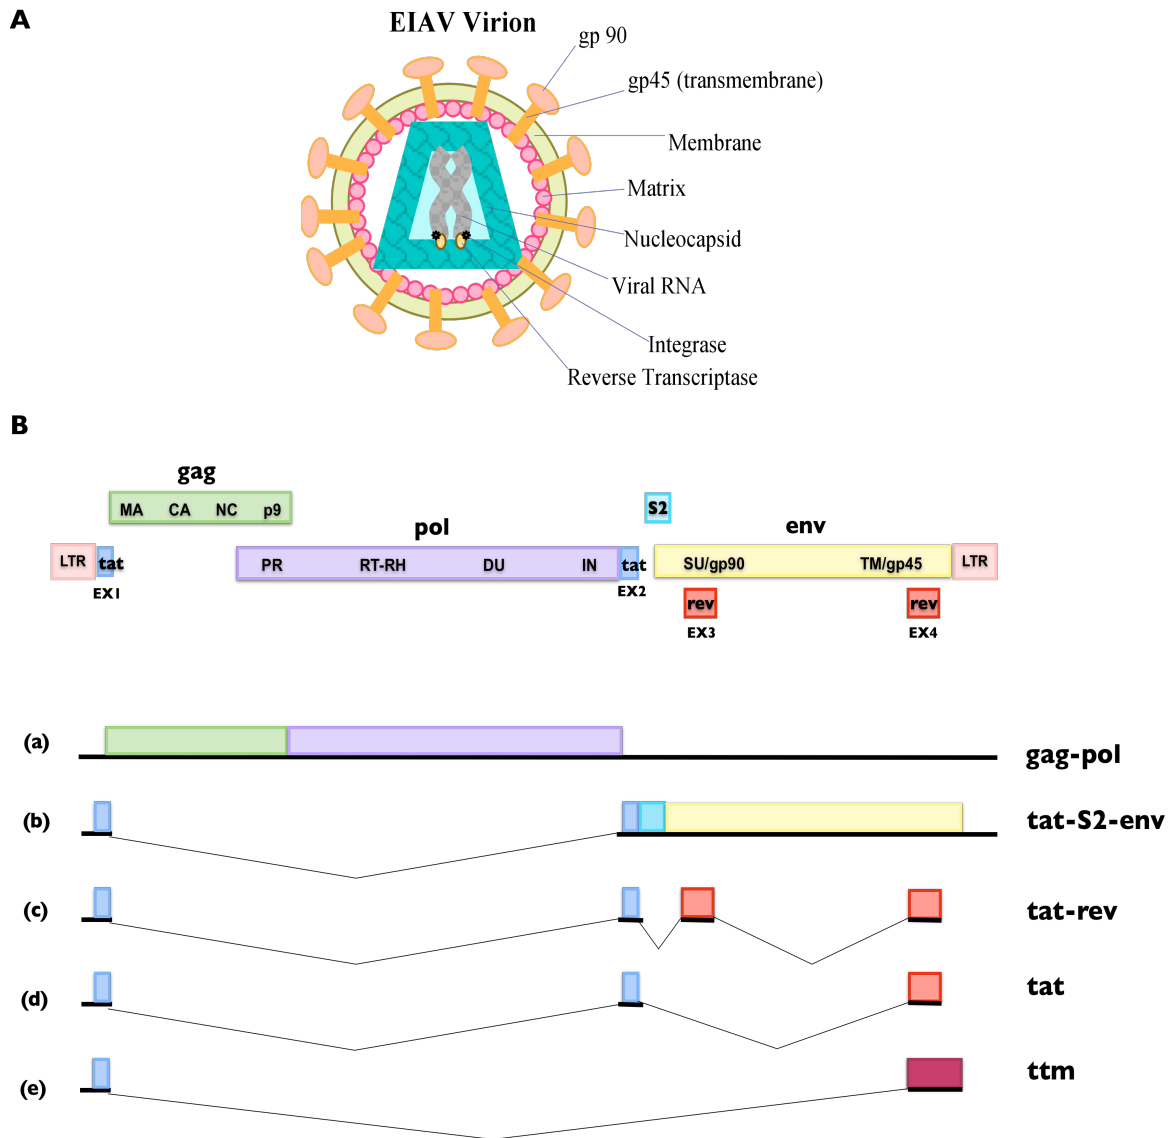 A
EIAV Virion
gp 90
gp45 (transmembrane)
Membrane
Matrix
Nucleocapsid
Viral RNA
Integrase
Reverse Transcriptase
B
gag
MA CA NC p9
S2
pol
env
LTR tat
PR RT-RH DU IN tat
SU/gp90 TM/gp45 LTR
EX1
EX2
rev rev
EX3 EX4
(a) gag-pol
(b) tat-S2-env
(c) tat-rev
(d) tat
(e) ttm